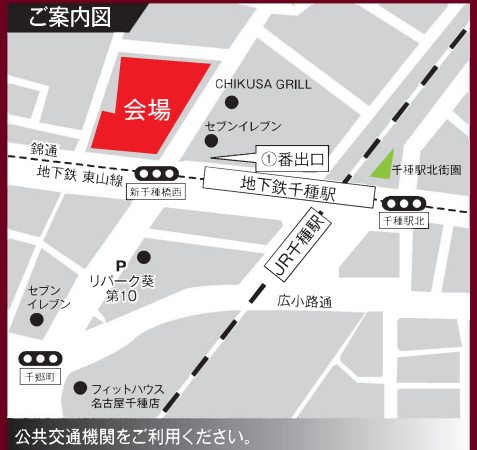 ご案内図
会場
CHIKUSA GRILL
セブンイレブン
①番出口
錦通
地下鉄 東山線
新千種橋西
地下鉄千種駅
千種駅北街園
千種駅北
JR千種駅
P
リパーク葵
第10
セブン
イレブン
広小路通
千郷町
フィットハウス
名古屋千種店
公共交通機関をご利用ください。